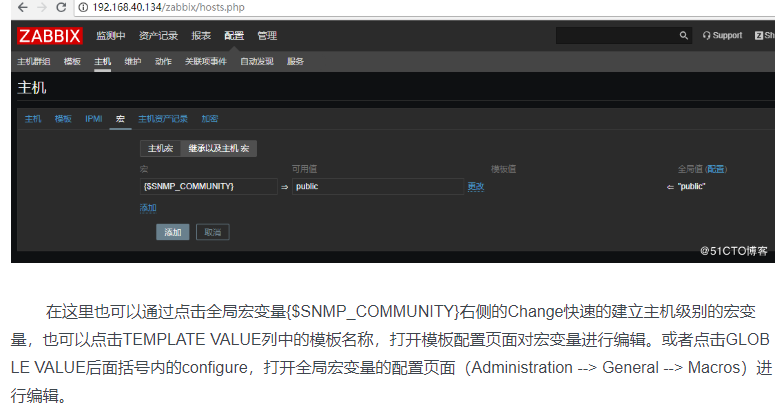 192.168.40.134/zabbix/hosts.php
ZABBIX 监测中 资产记录 报表 配置 管理 Support Sh
主机群组 模板 主机 维护 动作 关联项事件 自动发现 服务
主机
主机 模板 IPMI 宏 主机资产记录 加密
主机宏 继承以及主机 宏
宏 可用值 模板值 全局值 (配置)
{$SNMP_COMMUNITY} ⇒ public 更改 ⇐ "public"
添加
添加 取消
@51CTO博客
在这里也可以通过点击全局宏变量{$SNMP_COMMUNITY}右侧的Change快速的建立主机级别的宏变
量，也可以点击TEMPLATE VALUE列中的模板名称，打开模板配置页面对宏变量进行编辑。或者点击GLOB
LE VALUE后面括号内的configure，打开全局宏变量的配置页面（Administration --> General --> Macros）进
行编辑。